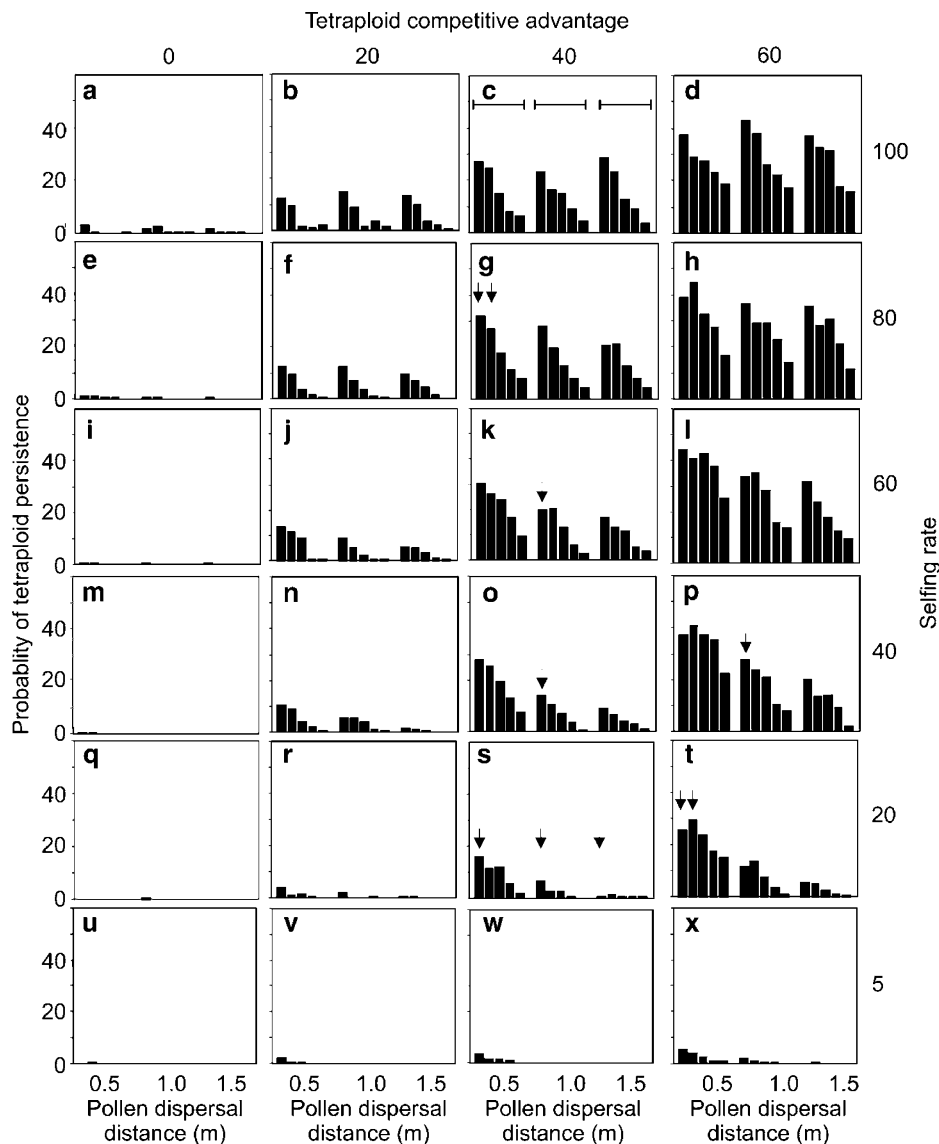 Tetraploid competitive advantage
0 20 40 60
a b c d
40
20
0
100
e f g h
40
20
0
80
i j k l
40
20
0
60
m n o p
40
20
0
40
q r s t
40
20
0
20
u v w x
40
20
0
5
Probablity of tetraploid persistence
Selfing rate
0.5 1.0 1.5 0.5 1.0 1.5 0.5 1.0 1.5 0.5 1.0 1.5
Pollen dispersal Pollen dispersal Pollen dispersal Pollen dispersal
distance (m) distance (m) distance (m) distance (m)